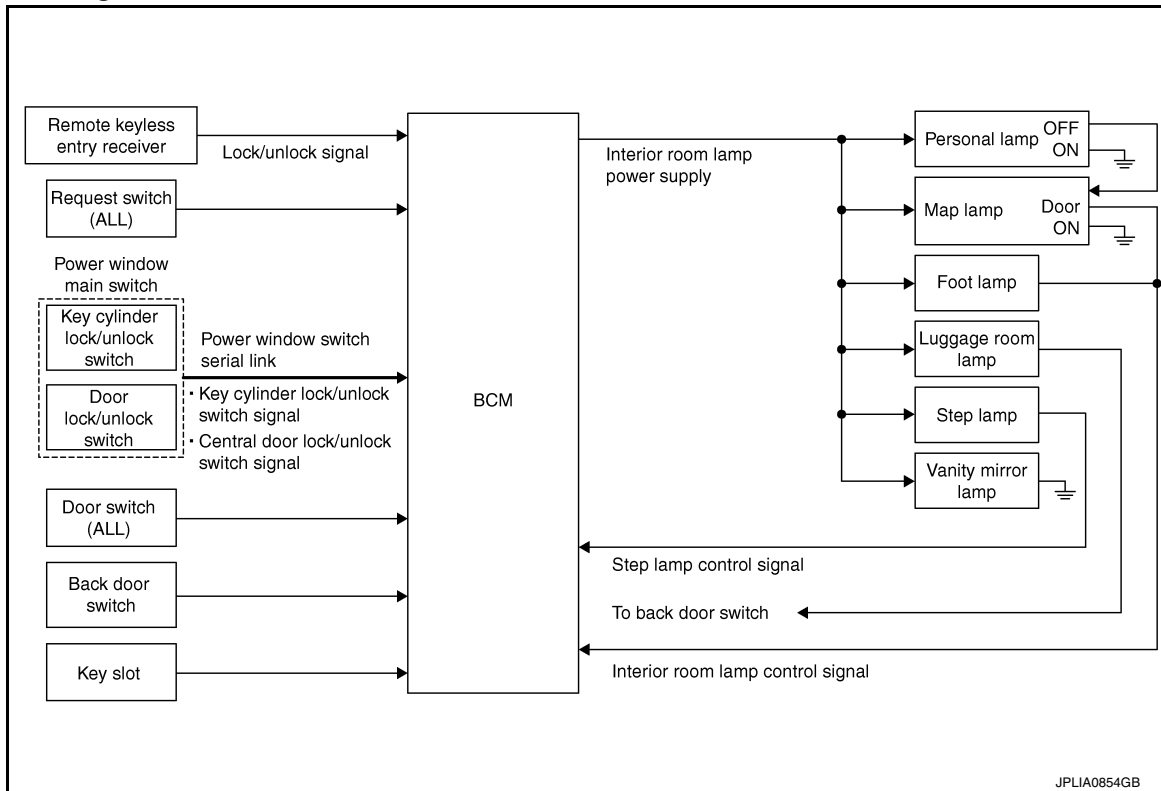 Remote keyless
entry receiver
Lock/unlock signal
Request switch
(ALL)
Power window
main switch
Key cylinder
lock/unlock
switch
Door
lock/unlock
switch
Power window switch
serial link
· Key cylinder lock/unlock
switch signal
· Central door lock/unlock
switch signal
Door switch
(ALL)
Back door
switch
Key slot
BCM
Interior room lamp
power supply
Personal lamp
OFF
ON
Map lamp
Door
ON
Foot lamp
Luggage room
lamp
Step lamp
Vanity mirror
lamp
Step lamp control signal
To back door switch
Interior room lamp control signal
JPLIA0854GB